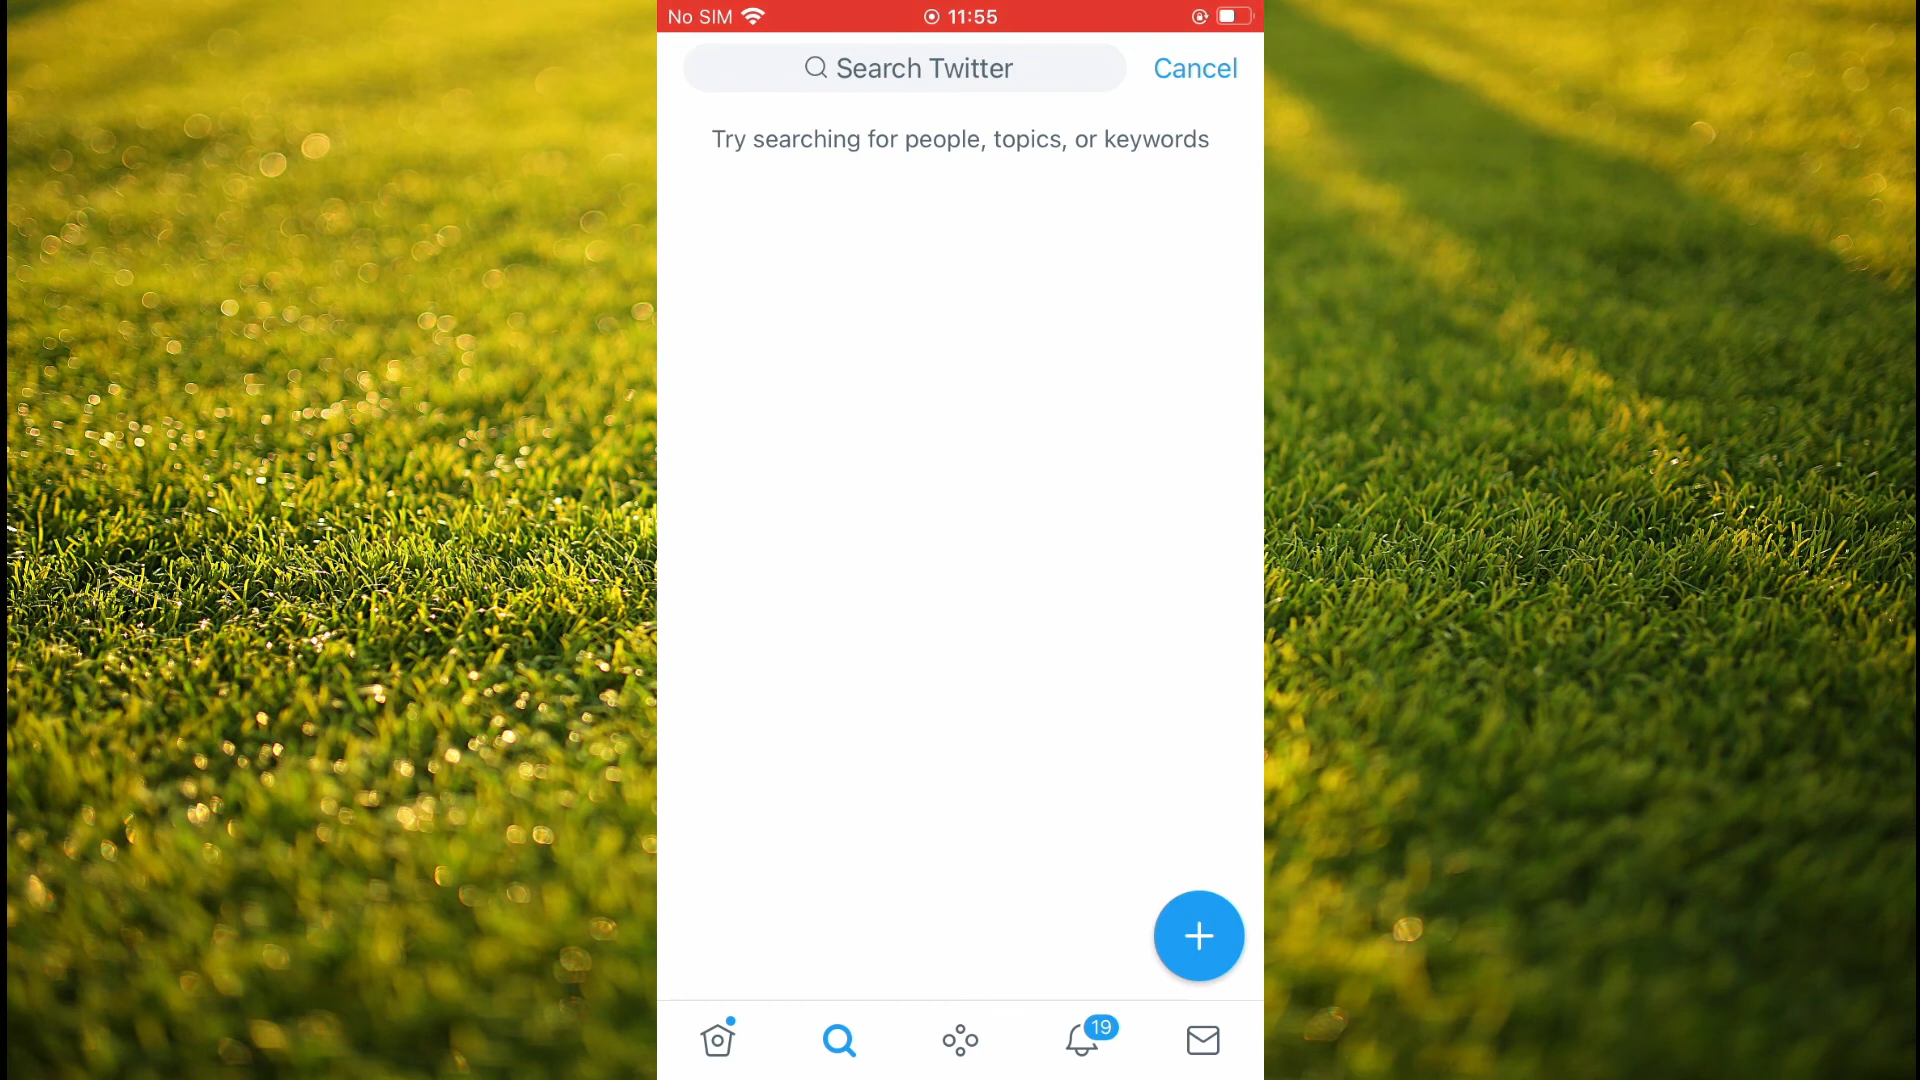 No SIM 11:55
Search Twitter Cancel
Try searching for people, topics, or keywords
19